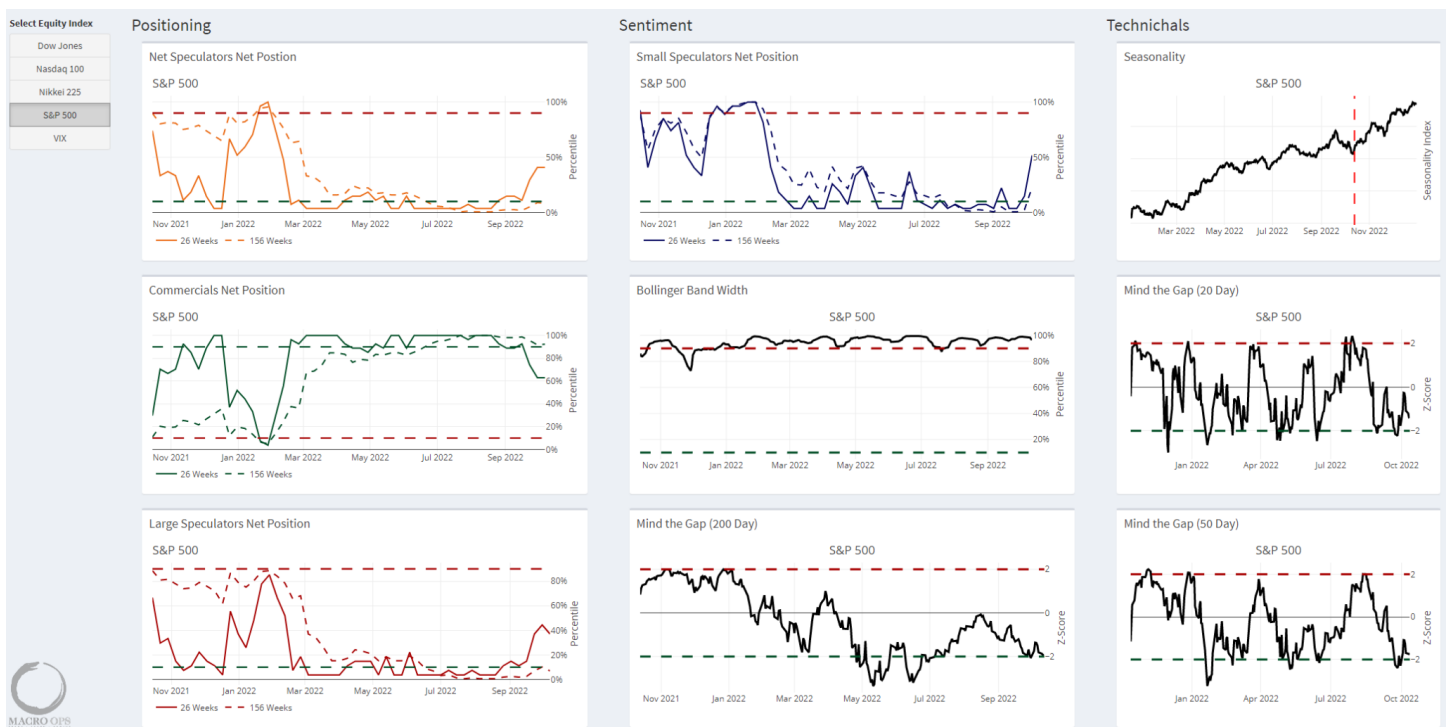 Select Equity Index
Dow Jones
Nasdaq 100
Nikkei 225
S&P 500
VIX
MACRO OPS
Positioning
Net Speculators Net Postion
S&P 500
100%
50%
0%
Percentile
Nov 2021 Jan 2022 Mar 2022 May 2022 Jul 2022 Sep 2022
26 Weeks 156 Weeks
Commercials Net Position
S&P 500
100%
80%
60%
40%
20%
0%
Percentile
Nov 2021 Jan 2022 Mar 2022 May 2022 Jul 2022 Sep 2022
26 Weeks 156 Weeks
Large Speculators Net Position
S&P 500
80%
60%
40%
20%
0%
Percentile
Nov 2021 Jan 2022 Mar 2022 May 2022 Jul 2022 Sep 2022
26 Weeks 156 Weeks
Sentiment
Small Speculators Net Position
S&P 500
100%
50%
0%
Percentile
Nov 2021 Jan 2022 Mar 2022 May 2022 Jul 2022 Sep 2022
26 Weeks 156 Weeks
Bollinger Band Width
S&P 500
100%
80%
60%
40%
20%
Percentile
Nov 2021 Jan 2022 Mar 2022 May 2022 Jul 2022 Sep 2022
Mind the Gap (200 Day)
S&P 500
2
0
−2
Z-Score
Nov 2021 Jan 2022 Mar 2022 May 2022 Jul 2022 Sep 2022
Technichals
Seasonality
S&P 500
Seasonality Index
Mar 2022 May 2022 Jul 2022 Sep 2022 Nov 2022
Mind the Gap (20 Day)
S&P 500
2
0
−2
Z-Score
Jan 2022 Apr 2022 Jul 2022 Oct 2022
Mind the Gap (50 Day)
S&P 500
2
0
−2
Z-Score
Jan 2022 Apr 2022 Jul 2022 Oct 2022